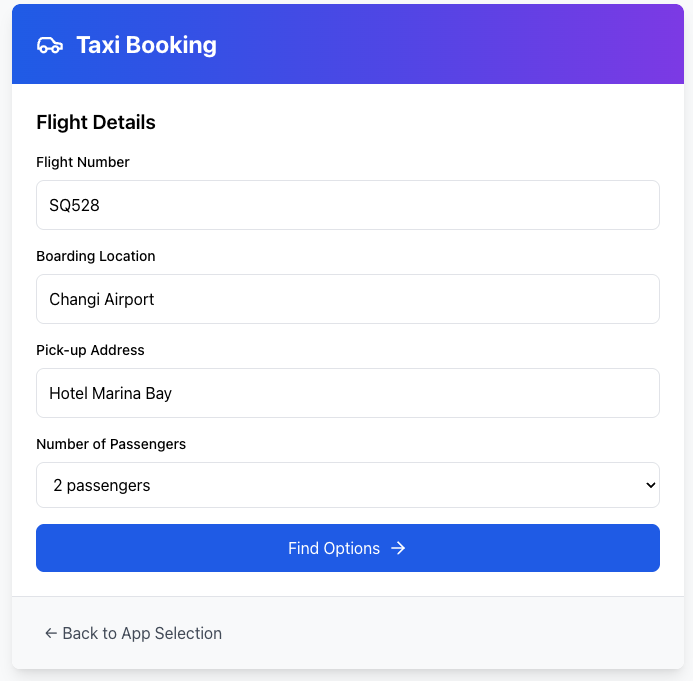 Taxi Booking
Flight Details
Flight Number
SQ528
Boarding Location
Changi Airport
Pick-up Address
Hotel Marina Bay
Number of Passengers
2 passengers
Find Options →
← Back to App Selection